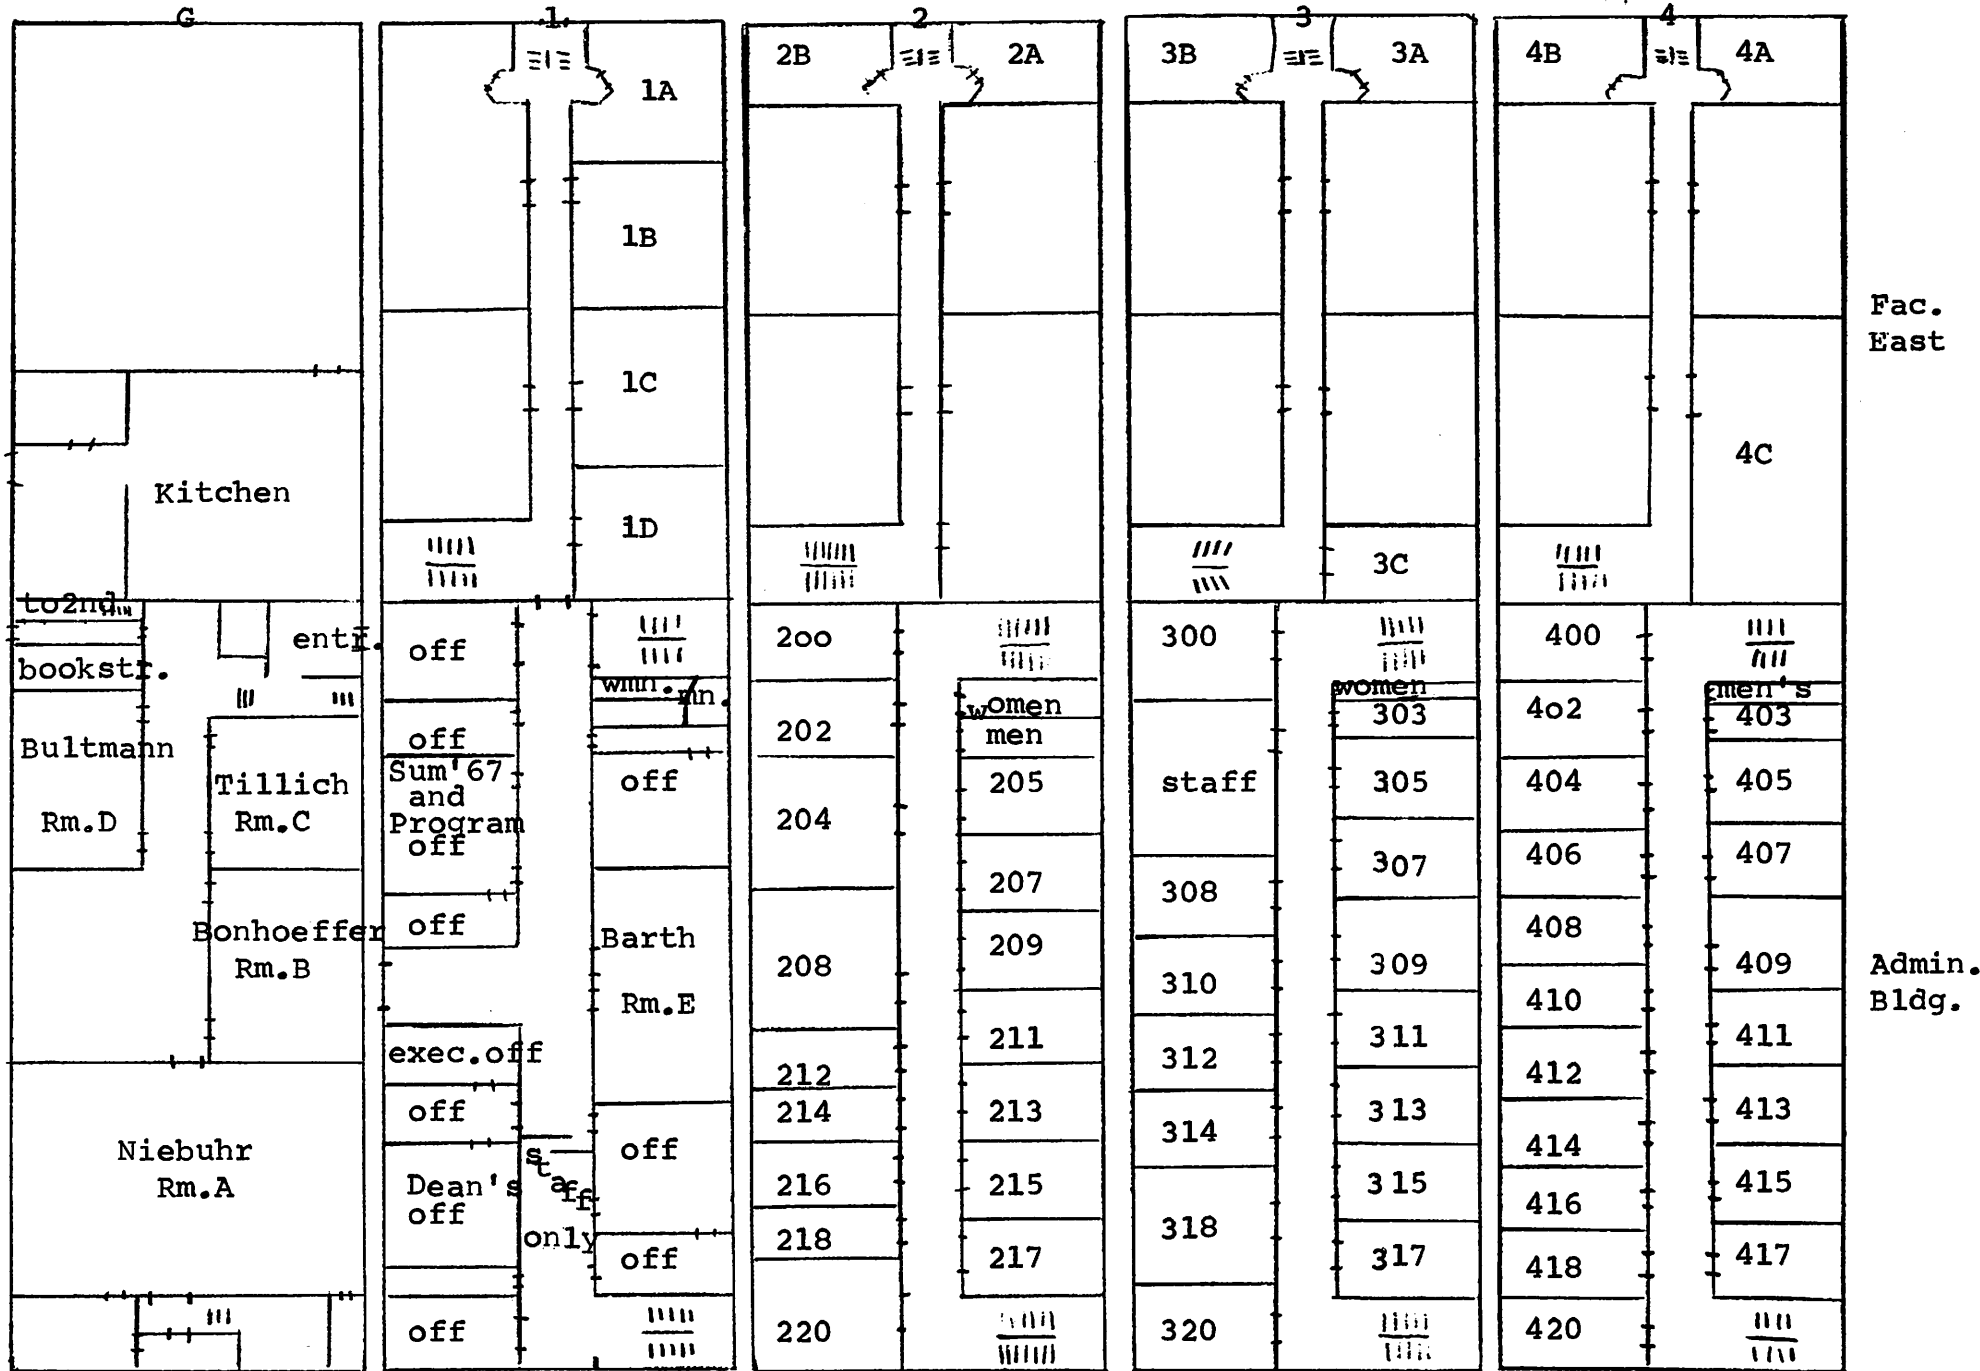 G
Kitchen
to2nd
entr.
bookstr.
Bultmann
Rm.D
Tillich
Rm.C
Bonhoeffer
Rm.B
Niebuhr
Rm.A
1
1A
1B
1C
1D
off
wmn.
mn.
off
Sum'67
and
Program
off
off
off
Barth
Rm.E
exec.off
off
Dean's
off
staff
only
off
off
off
2
2B
2A
2oo
women
202
men
205
204
207
209
208
211
212
214
213
216
215
218
217
220
3
3B
3A
3C
300
women
303
staff
305
307
308
309
310
311
312
313
314
315
318
317
320
4
4B
4A
4C
400
men's
4o2
403
404
405
406
407
408
409
410
411
412
413
414
415
416
417
418
420
Fac.
East
Admin.
Bldg.